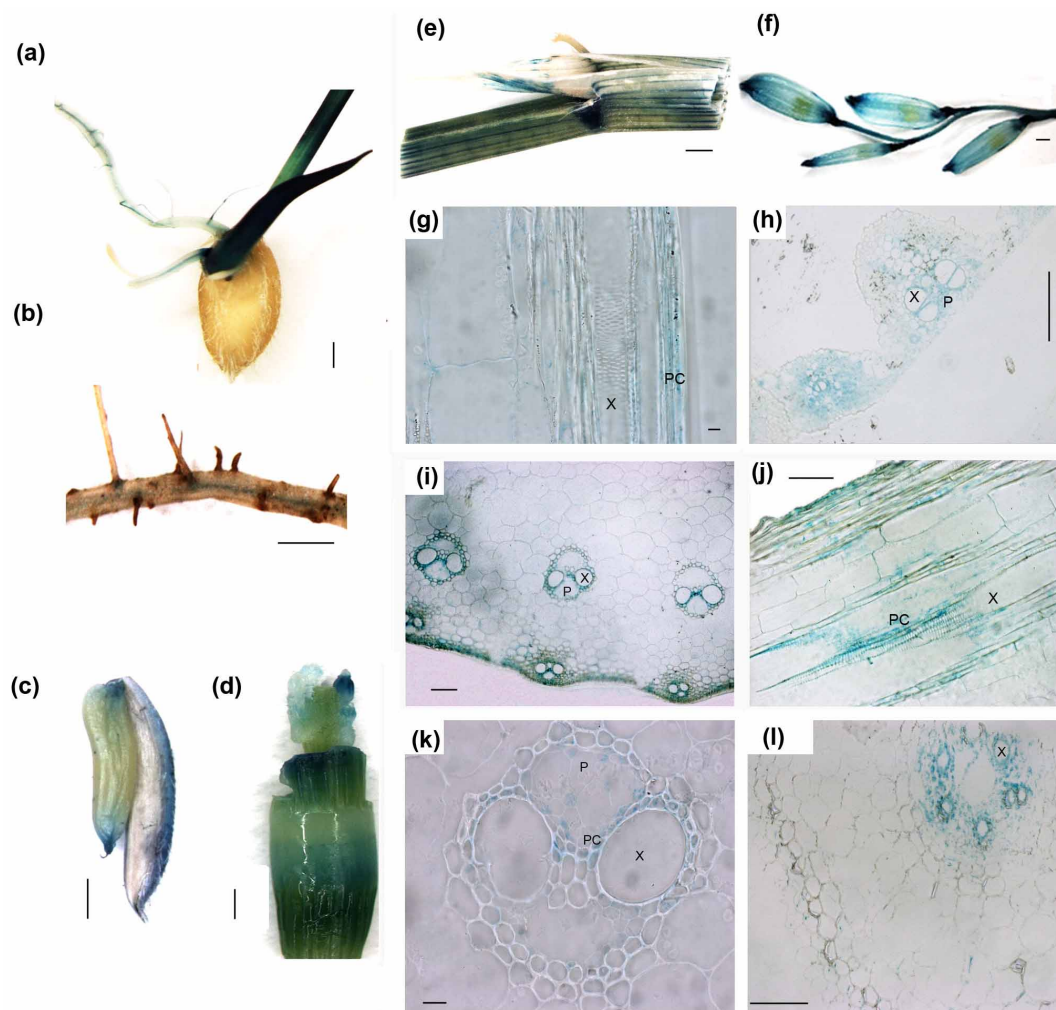 (a)
(b)
(c)
(d)
(e)
(f)
(g)
X
PC
(h)
X
P
(i)
P
X
(j)
PC
X
(k)
P
PC
X
(l)
X